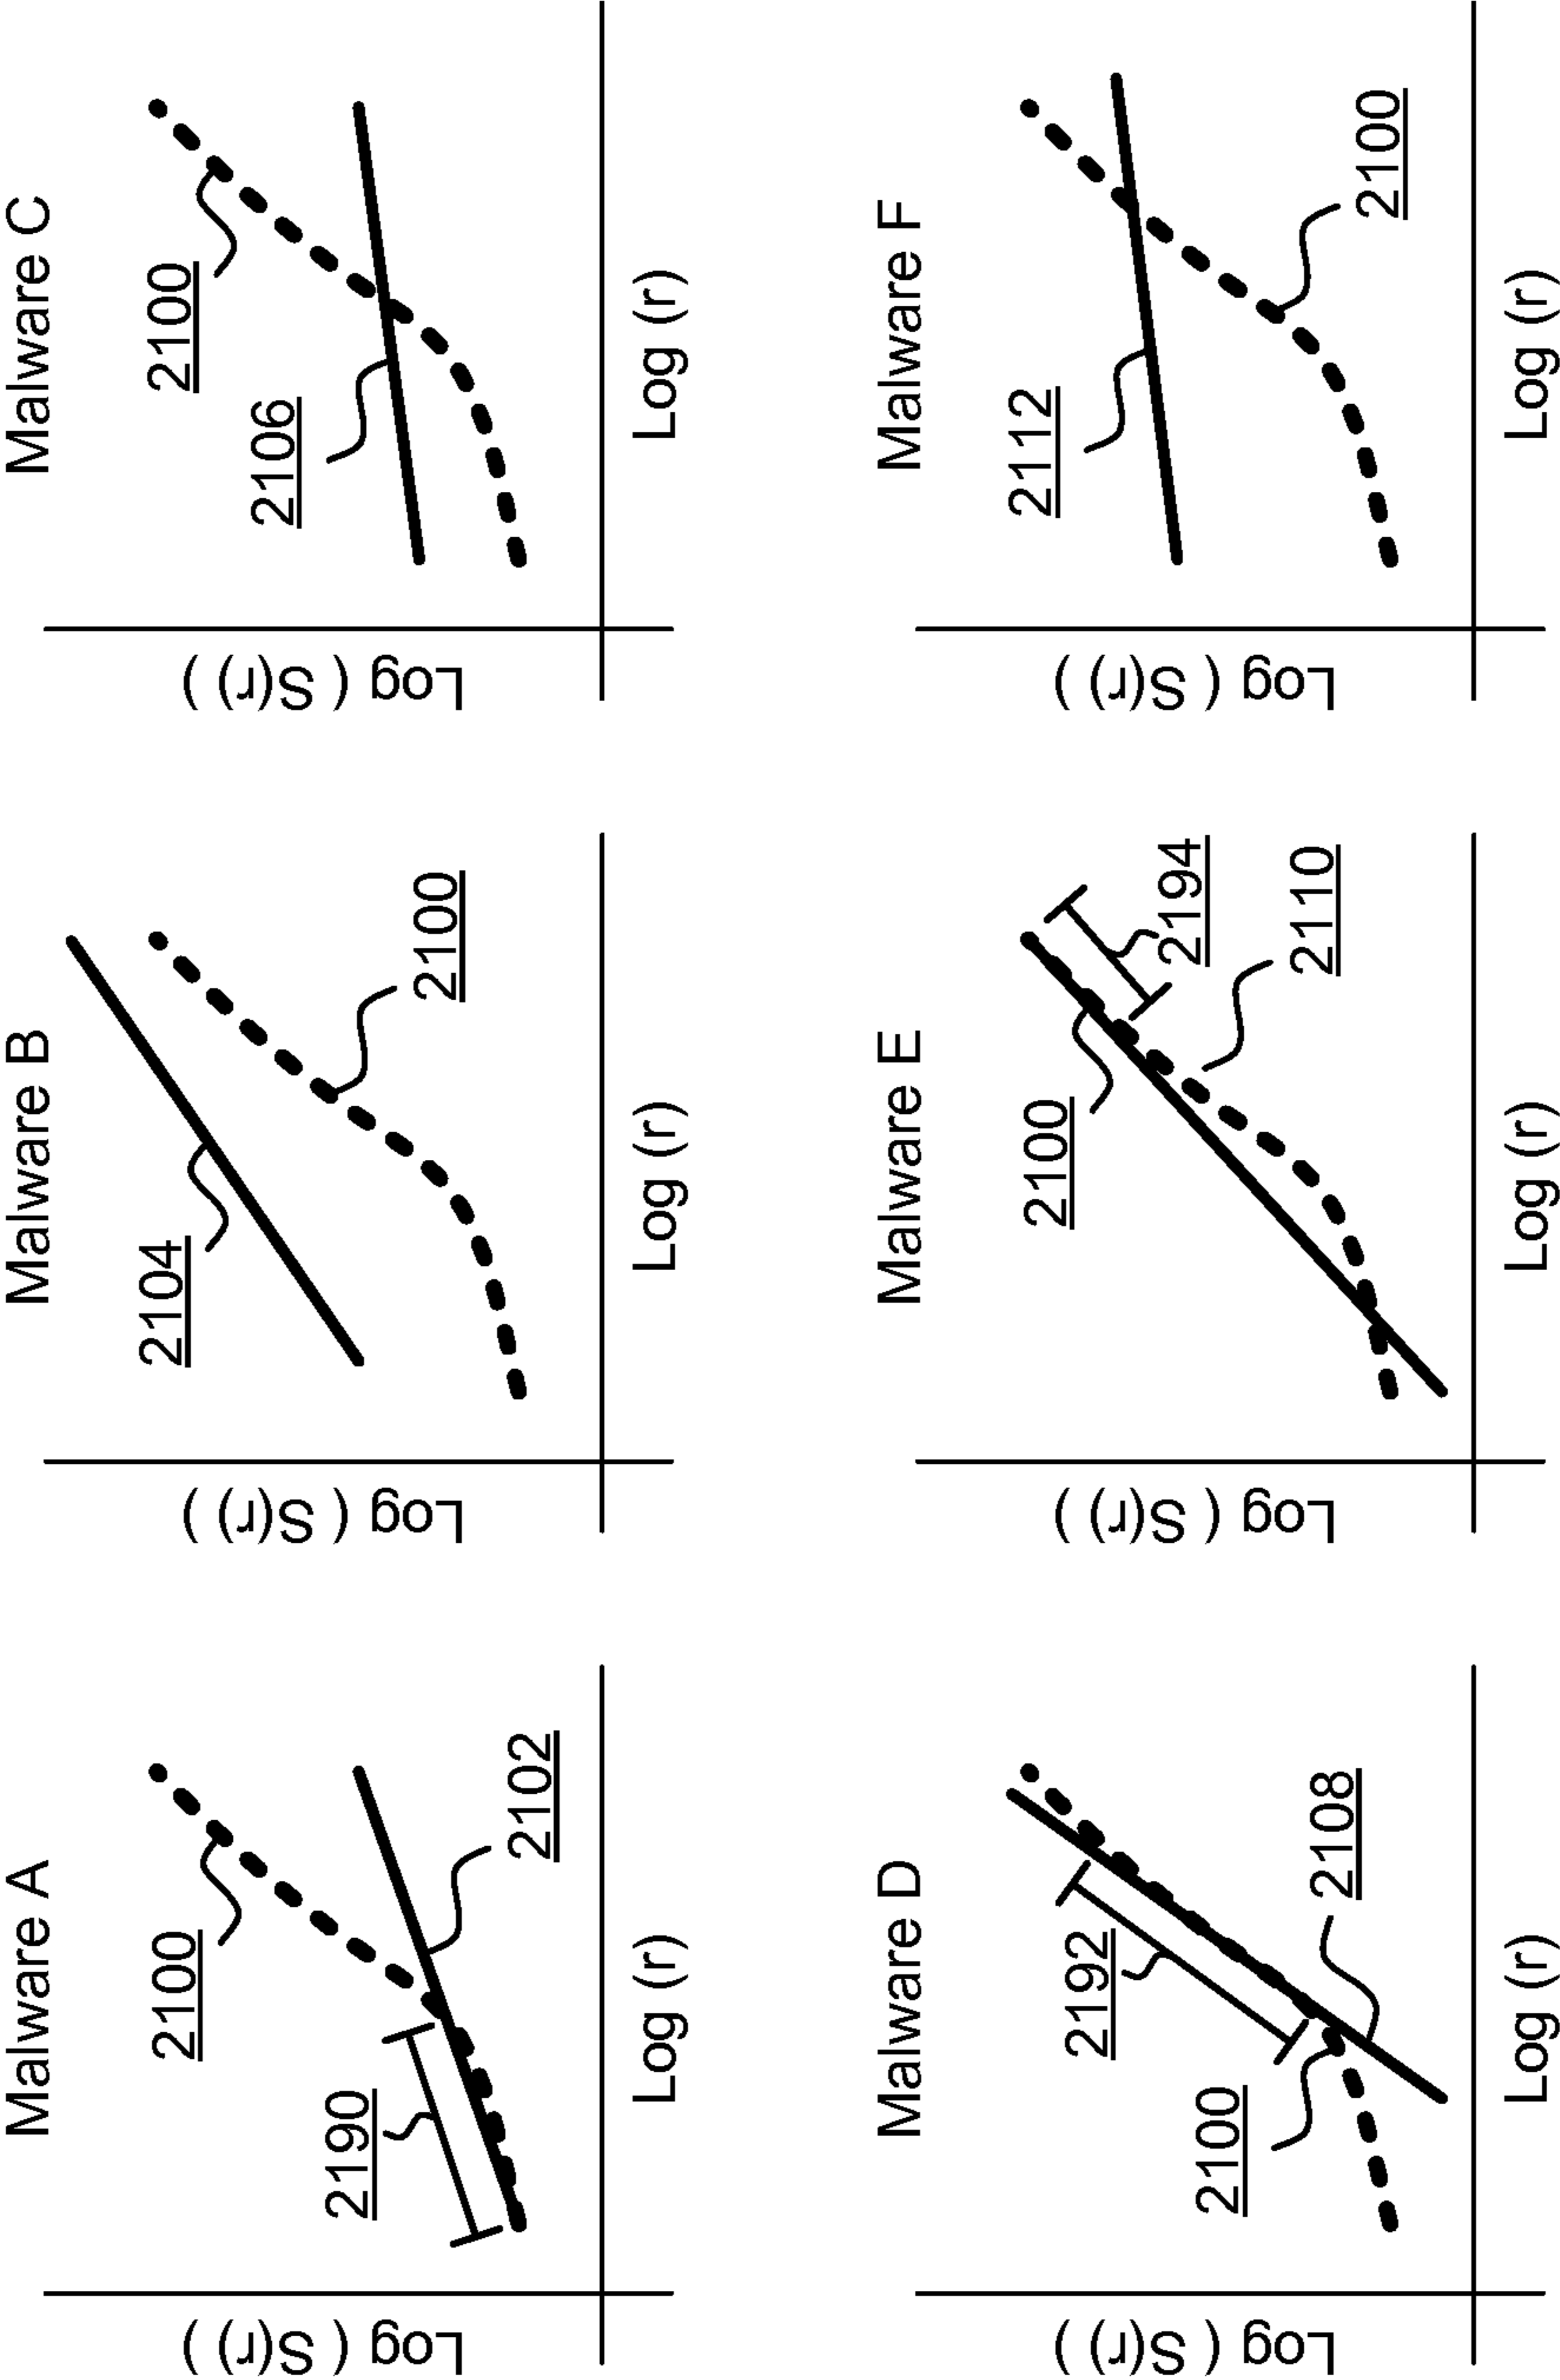 Malware A
2100
2190
2102
Log ( S(r) )
Log (r)
Malware B
2104
2100
Log ( S(r) )
Log (r)
Malware C
2100
2106
Log ( S(r) )
Log (r)
Malware D
2192
2100
2108
Log ( S(r) )
Log (r)
Malware E
2100
2194
2110
Log ( S(r) )
Log (r)
Malware F
2112
2100
Log ( S(r) )
Log (r)